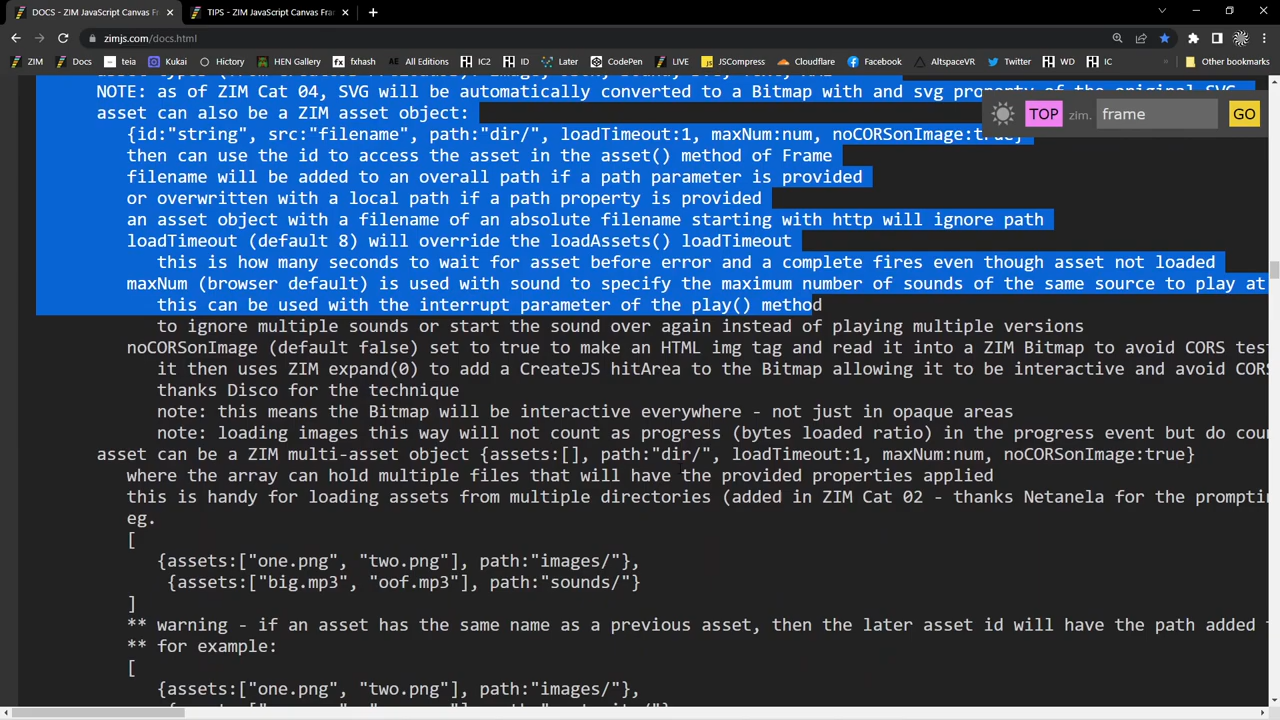 DOCS - ZIM JavaScript Canvas Fr
TIPS - ZIM JavaScript Canvas Fra
zimjs.com/docs.html
ZIM
Docs
teia
Kukai
Hictory
HEN Gallery
fxhash
All Editions
IC2
ID
Later
CodePen
LIVE
JSCompress
Cloudflare
Facebook
AltspaceVR
Twitter
WD
IC
Other bookmarks
NOTE: as of ZIM Cat 04, SVG will be automatically converted to a Bitmap with and svg property of the original SVG
asset can also be a ZIM asset object:
TOP
zim.
frame
GO
{id:"string", src:"filename", path:"dir/", loadTimeout:1, maxNum:num, noCORSonImage:true}
then can use the id to access the asset in the asset() method of Frame
filename will be added to an overall path if a path parameter is provided
or overwritten with a local path if a path property is provided
an asset object with a filename of an absolute filename starting with http will ignore path
loadTimeout (default 8) will override the loadAssets() loadTimeout
this is how many seconds to wait for asset before error and a complete fires even though asset not loaded
maxNum (browser default) is used with sound to specify the maximum number of sounds of the same source to play at
this can be used with the interrupt parameter of the play() method
to ignore multiple sounds or start the sound over again instead of playing multiple versions
noCORSonImage (default false) set to true to make an HTML img tag and read it into a ZIM Bitmap to avoid CORS tes
it then uses ZIM expand(0) to add a CreateJS hitArea to the Bitmap allowing it to be interactive and avoid COR
thanks Disco for the technique
note: this means the Bitmap will be interactive everywhere - not just in opaque areas
note: loading images this way will not count as progress (bytes loaded ratio) in the progress event but do cou
asset can be a ZIM multi-asset object {assets:[], path:"dir/", loadTimeout:1, maxNum:num, noCORSonImage:true}
where the array can hold multiple files that will have the provided properties applied
this is handy for loading assets from multiple directories (added in ZIM Cat 02 - thanks Netanela for the promptin
eg.
[
{assets:["one.png", "two.png"], path:"images/"},
{assets:["big.mp3", "oof.mp3"], path:"sounds/"}
]
** warning - if an asset has the same name as a previous asset, then the later asset id will have the path added t
** for example:
[
{assets:["one.png", "two.png"], path:"images/"},